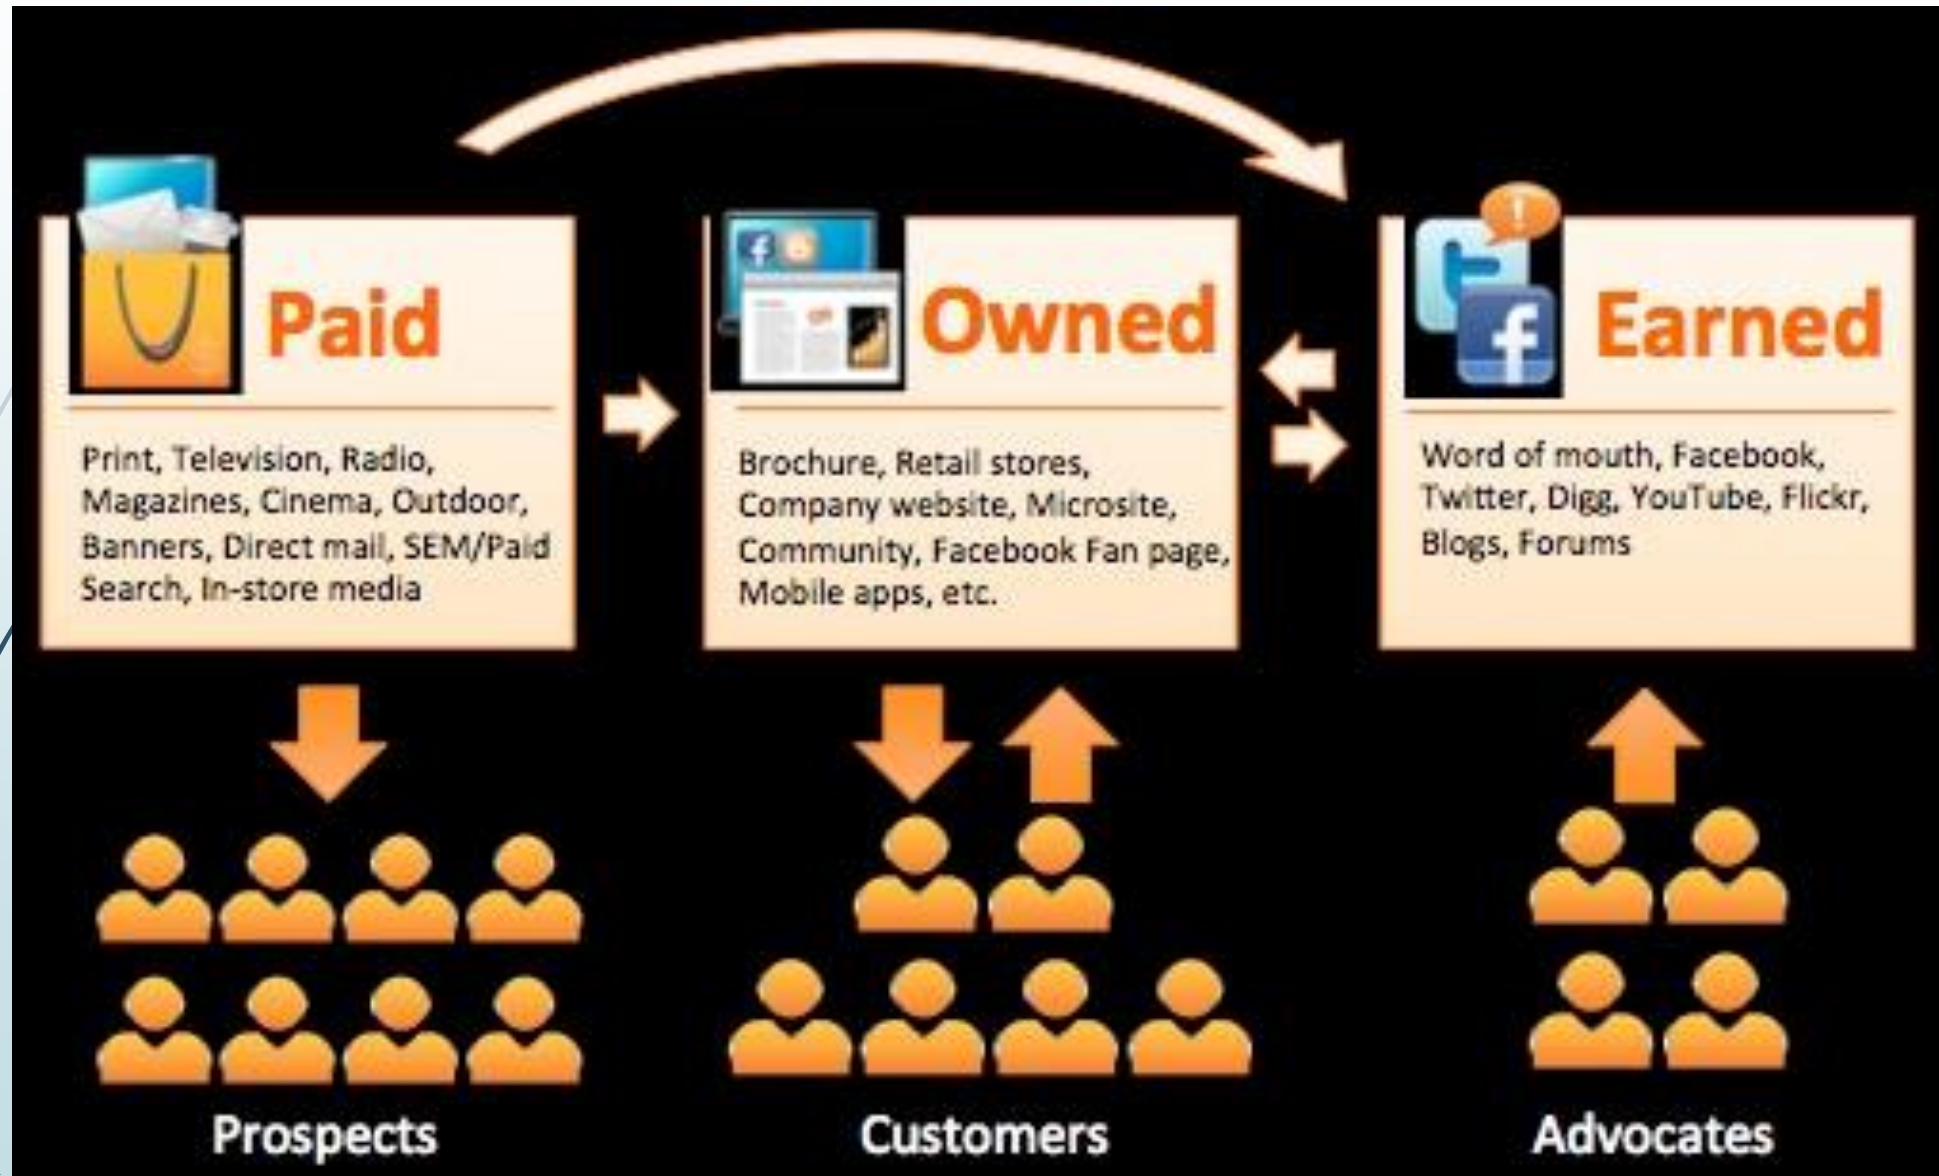 Paid
Print, Television, Radio,
Magazines, Cinema, Outdoor,
Banners, Direct mail, SEM/Paid
Search, In-store media
Owned
Brochure, Retail stores,
Company website, Microsite,
Community, Facebook Fan page,
Mobile apps, etc.
Earned
Word of mouth, Facebook,
Twitter, Digg, YouTube, Flickr,
Blogs, Forums
Prospects
Customers
Advocates